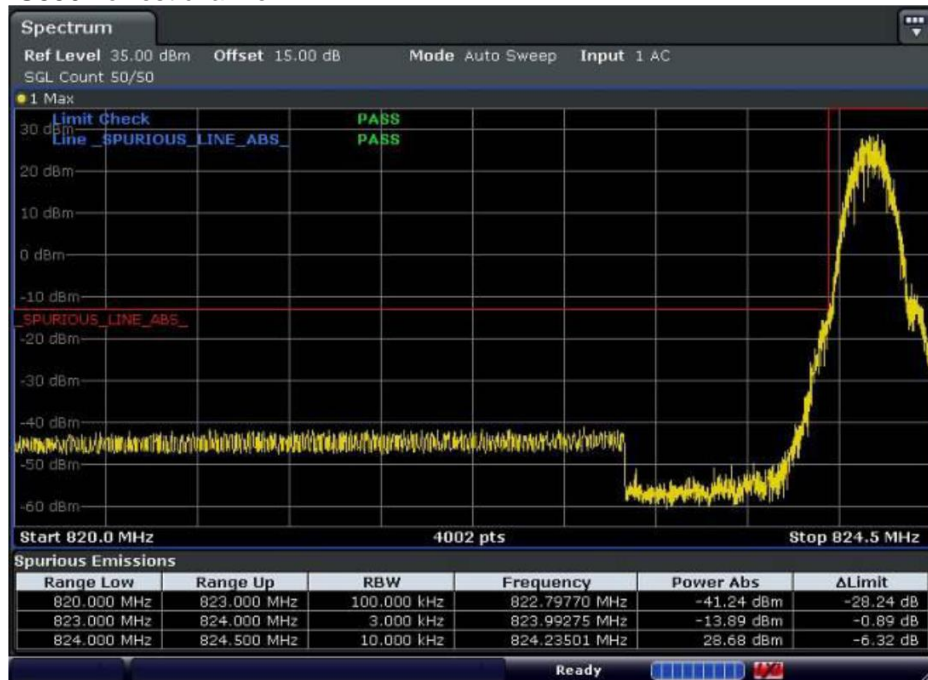 Spectrum
Ref Level 35.00 dBm Offset 15.00 dB Mode Auto Sweep Input 1 AC
SGL Count 50/50
1 Max
Limit Check PASS
30 dBm
Line _SPURIOUS_LINE_ABS_ PASS
20 dBm
10 dBm
0 dBm
-10 dBm
_SPURIOUS_LINE_ABS_
-20 dBm
-30 dBm
-40 dBm
-50 dBm
-60 dBm
Start 820.0 MHz 4002 pts Stop 824.5 MHz
Spurious Emissions
Range Low Range Up RBW Frequency Power Abs ΔLimit
820.000 MHz 823.000 MHz 100.000 kHz 822.79770 MHz -41.24 dBm -28.24 dB
823.000 MHz 824.000 MHz 3.000 kHz 823.99275 MHz -13.89 dBm -0.89 dB
824.000 MHz 824.500 MHz 10.000 kHz 824.23501 MHz 28.68 dBm -6.32 dB
Ready